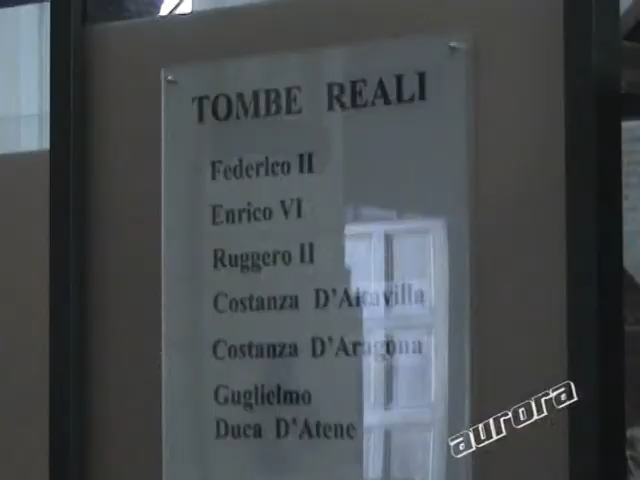 TOMBE REALI
Federico II
Enrico VI
Ruggero II
Costanza D'Altavilla
Costanza D'Aragona
Guglielmo
Duca D'Atene
aurora